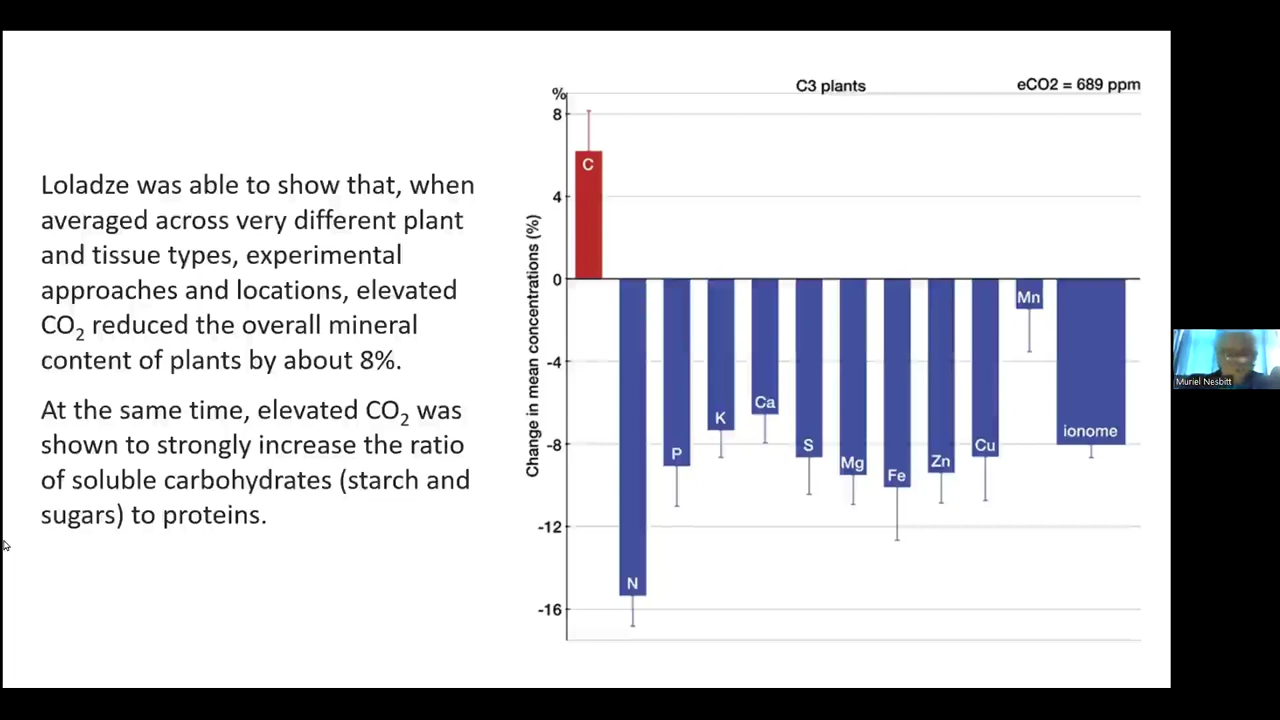 Loladze was able to show that, when
averaged across very different plant
and tissue types, experimental
approaches and locations, elevated
CO₂ reduced the overall mineral
content of plants by about 8%.
At the same time, elevated CO₂ was
shown to strongly increase the ratio
of soluble carbohydrates (starch and
sugars) to proteins.
C3 plants
eCO2 = 689 ppm
%
8
4
0
-4
-8
-12
-16
Change in mean concentrations (%)
C
N
P
K
Ca
S
Mg
Fe
Zn
Cu
Mn
ionome
Muriel Nesbitt